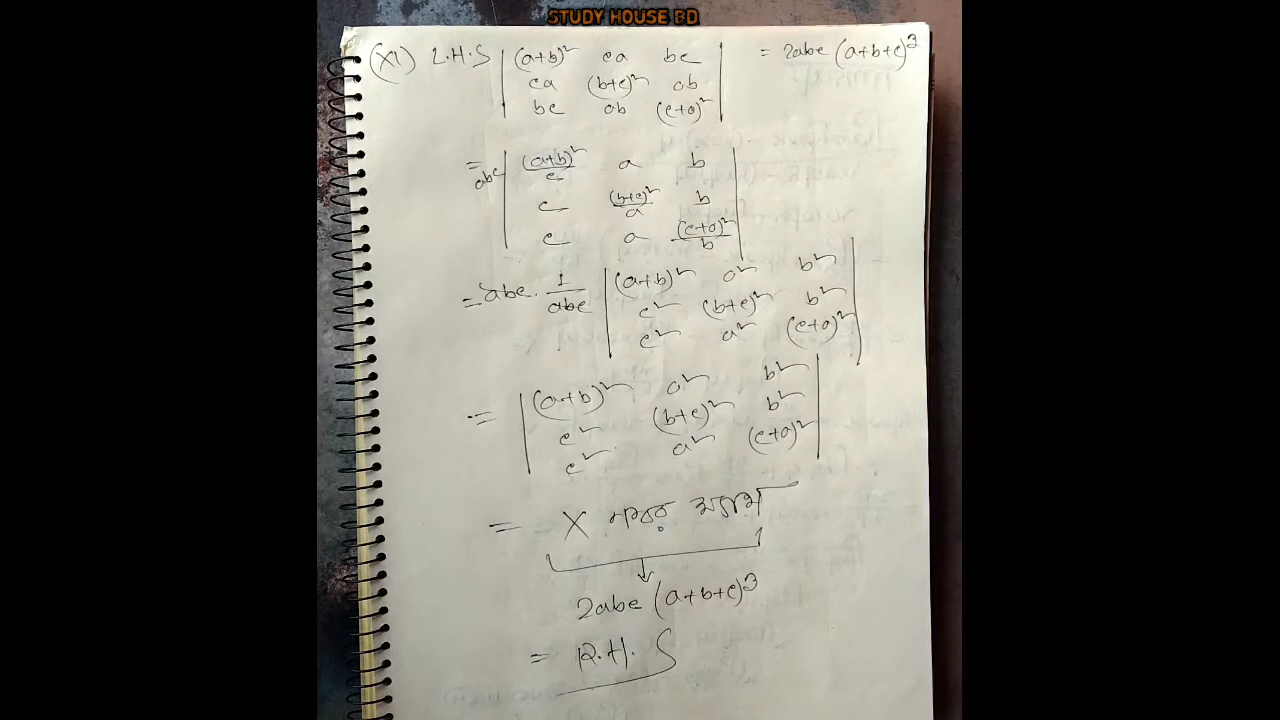 STUDY HOUSE BD
(XI) L.H.S | (a+b)² ca bc | = 2abc (a+b+c)³
ca (b+c)² ab
bc ab (c+a)²
= abc | (a+b)²/c a b |
c (b+c)²/a b
c a (c+a)²/b
= abc · 1/abc | (a+b)² a² b² |
c² (b+c)² b²
c² a² (c+a)²
= | (a+b)² a² b² |
c² (b+c)² b²
c² a² (c+a)²
= X নম্বর
↓
2abc (a+b+c)³
= R.H.S